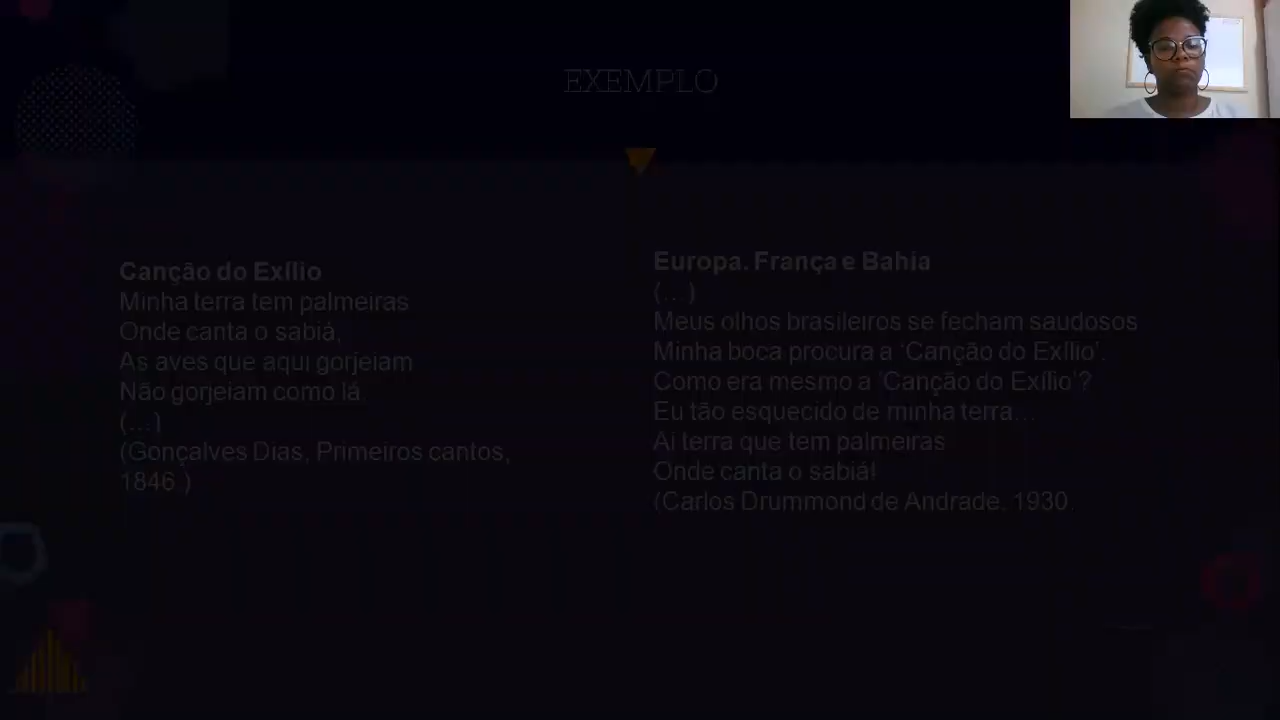 EXEMPLO
Canção do Exílio
Minha terra tem palmeiras
Onde canta o sabiá,
As aves que aqui gorjeiam
Não gorjeiam como lá.
(...)
(Gonçalves Dias, Primeiros cantos,
1846.)
Europa. França e Bahia
(...)
Meus olhos brasileiros se fecham saudosos
Minha boca procura a ‘Canção do Exílio’.
Como era mesmo a ‘Canção do Exílio’?
Eu tão esquecido de minha terra...
Ai terra que tem palmeiras
Onde canta o sabiá!
(Carlos Drummond de Andrade, 1930.